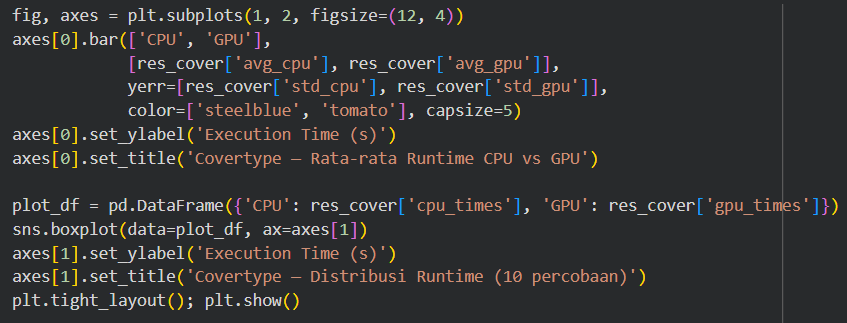 fig, axes = plt.subplots(1, 2, figsize=(12, 4))
axes[0].bar(['CPU', 'GPU'],
            [res_cover['avg_cpu'], res_cover['avg_gpu']],
            yerr=[res_cover['std_cpu'], res_cover['std_gpu']],
            color=['steelblue', 'tomato'], capsize=5)
axes[0].set_ylabel('Execution Time (s)')
axes[0].set_title('Covertype — Rata-rata Runtime CPU vs GPU')

plot_df = pd.DataFrame({'CPU': res_cover['cpu_times'], 'GPU': res_cover['gpu_times']})
sns.boxplot(data=plot_df, ax=axes[1])
axes[1].set_ylabel('Execution Time (s)')
axes[1].set_title('Covertype — Distribusi Runtime (10 percobaan)')
plt.tight_layout(); plt.show()